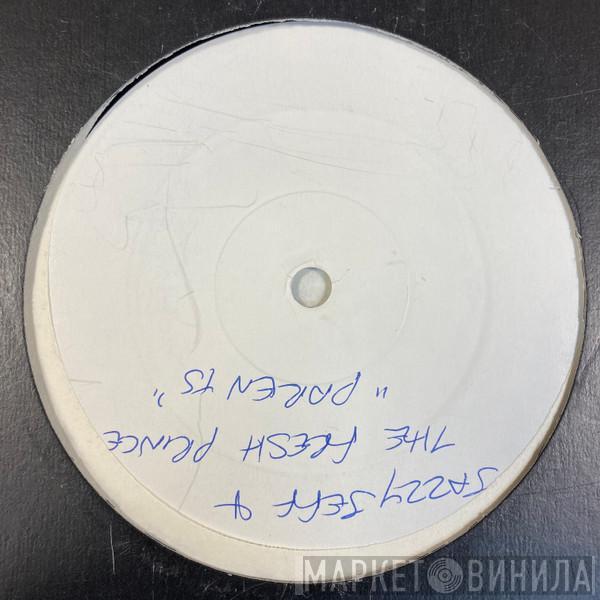 JAZZY JEFF &
THE FRESH PRINCE
"PARENTS"
МАРКЕТ ВИНИЛА